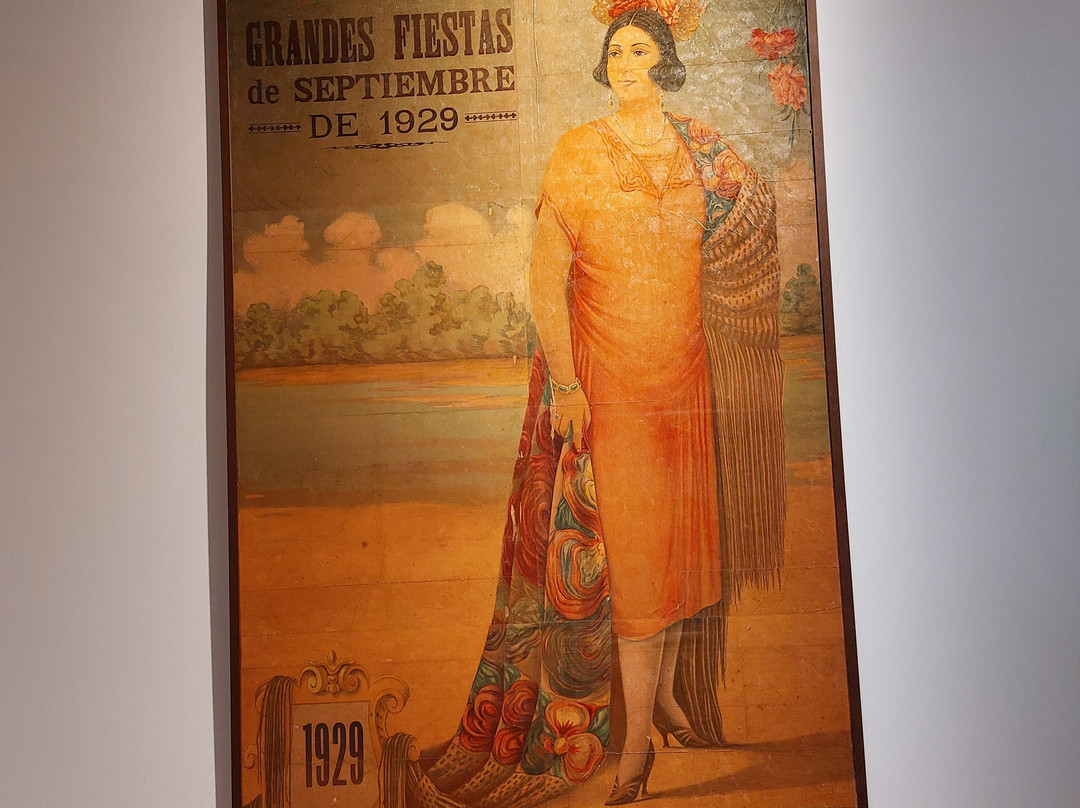 GRANDES FIESTAS
de SEPTIEMBRE
DE 1929
1929